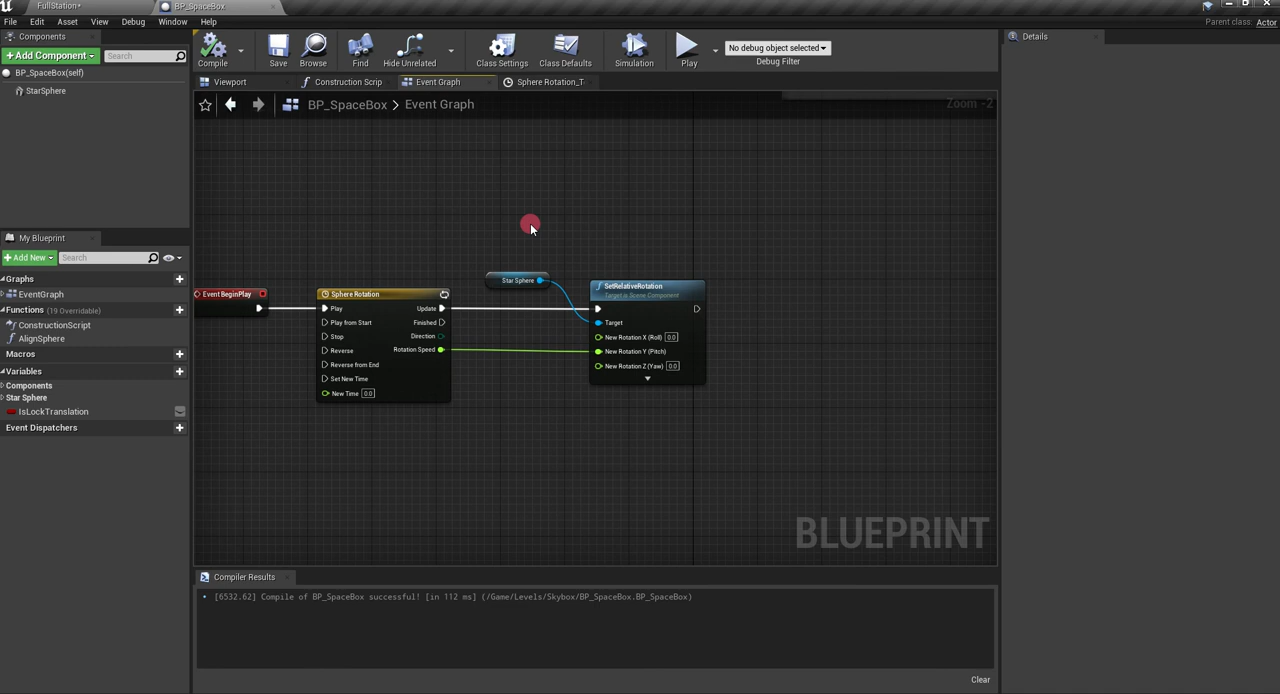 FullStation*
BP_SpaceBox
File Edit Asset View Debug Window Help
Parent class: Actor
Components
+Add Component
Search
BP_SpaceBox(self)
StarSphere
Compile
Save
Browse
Find
Hide Unrelated
Class Settings
Class Defaults
Simulation
Play
No debug object selected
Debug Filter
Details
Viewport
Construction Scrip
Event Graph
Sphere Rotation_T
BP_SpaceBox > Event Graph
Zoom -2
My Blueprint
+Add New
Search
Graphs
EventGraph
Functions (19 Overridable)
ConstructionScript
AlignSphere
Macros
Variables
Components
Star Sphere
IsLockTranslation
Event Dispatchers
Event BeginPlay
Sphere Rotation
Play
Update
Play from Start
Finished
Stop
Direction
Reverse
Rotation Speed
Reverse from End
Set New Time
New Time 0.0
Star Sphere
SetRelativeRotation
Target is Scene Component
Target
New Rotation X (Roll) 0.0
New Rotation Y (Pitch)
New Rotation Z (Yaw) 0.0
BLUEPRINT
Compiler Results
[6532.62] Compile of BP_SpaceBox successful! [in 112 ms] (/Game/Levels/Skybox/BP_SpaceBox.BP_SpaceBox)
Clear